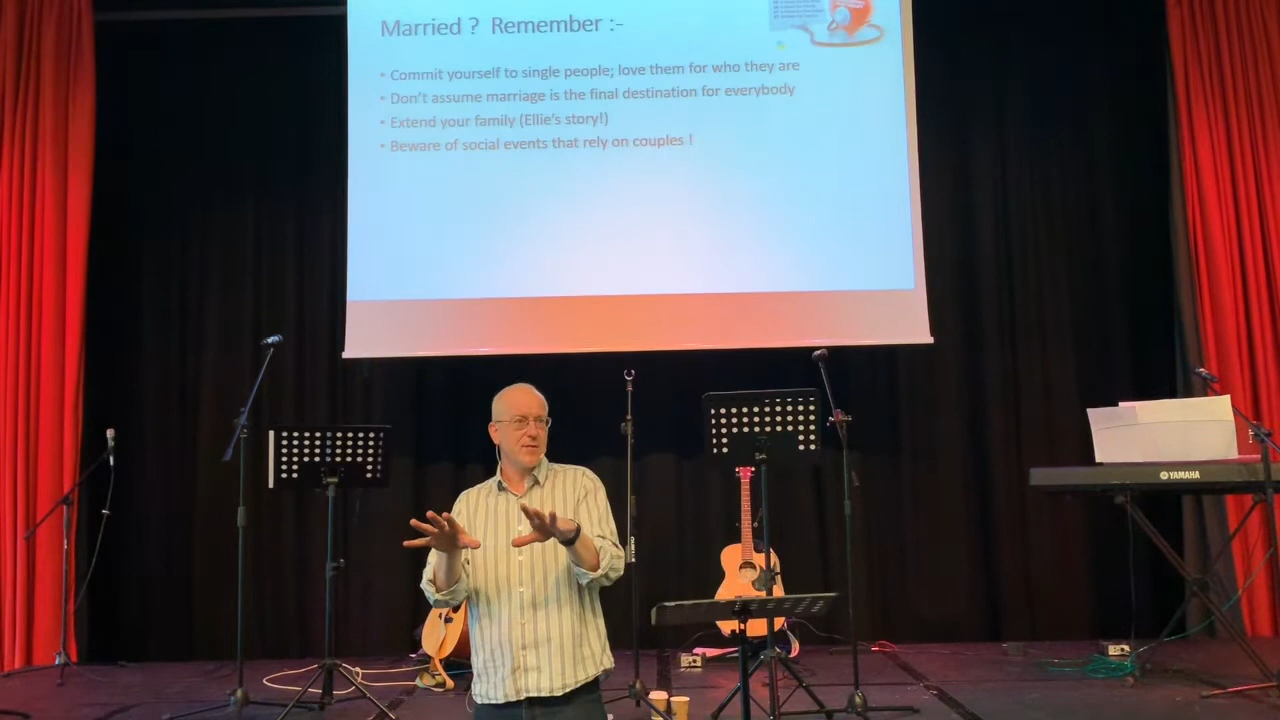 Married ? Remember :-
• Commit yourself to single people; love them for who they are
• Don't assume marriage is the final destination for everybody
• Extend your family (Ellie's story!)
• Beware of social events that rely on couples !
YAMAHA